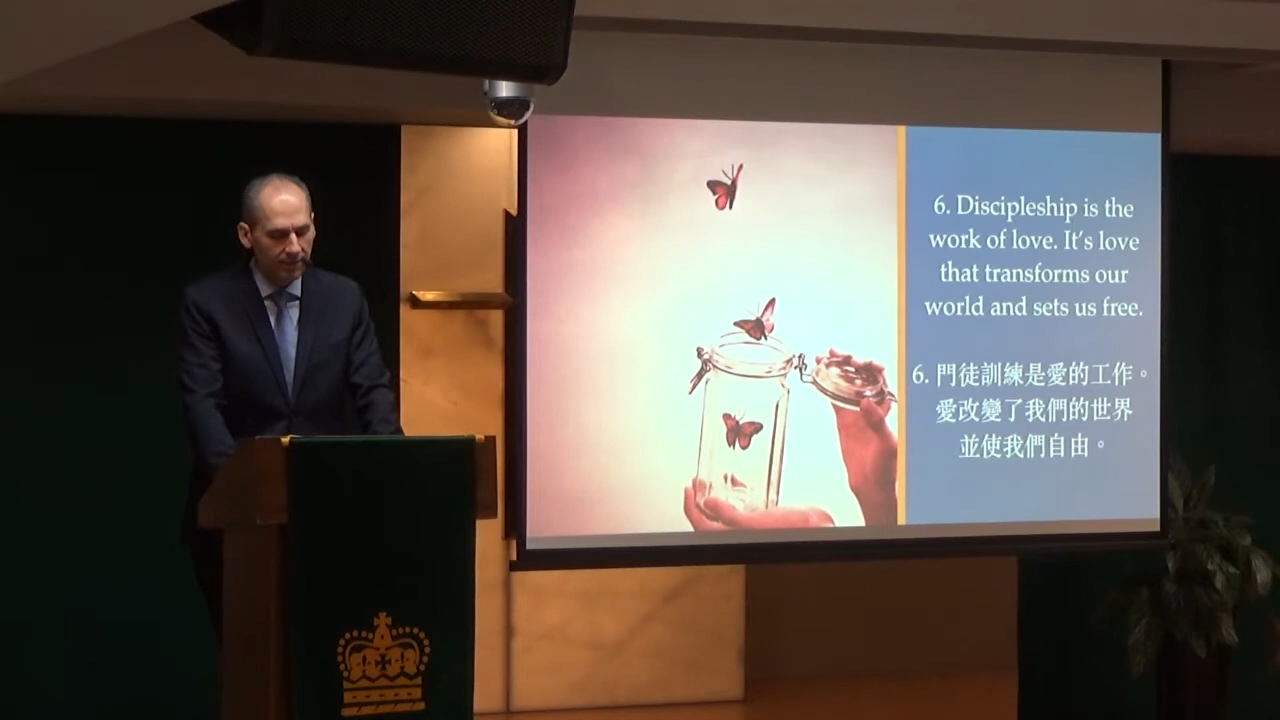 6. Discipleship is the
work of love. It's love
that transforms our
world and sets us free.
6. 門徒訓練是愛的工作。
愛改變了我們的世界
並使我們自由。